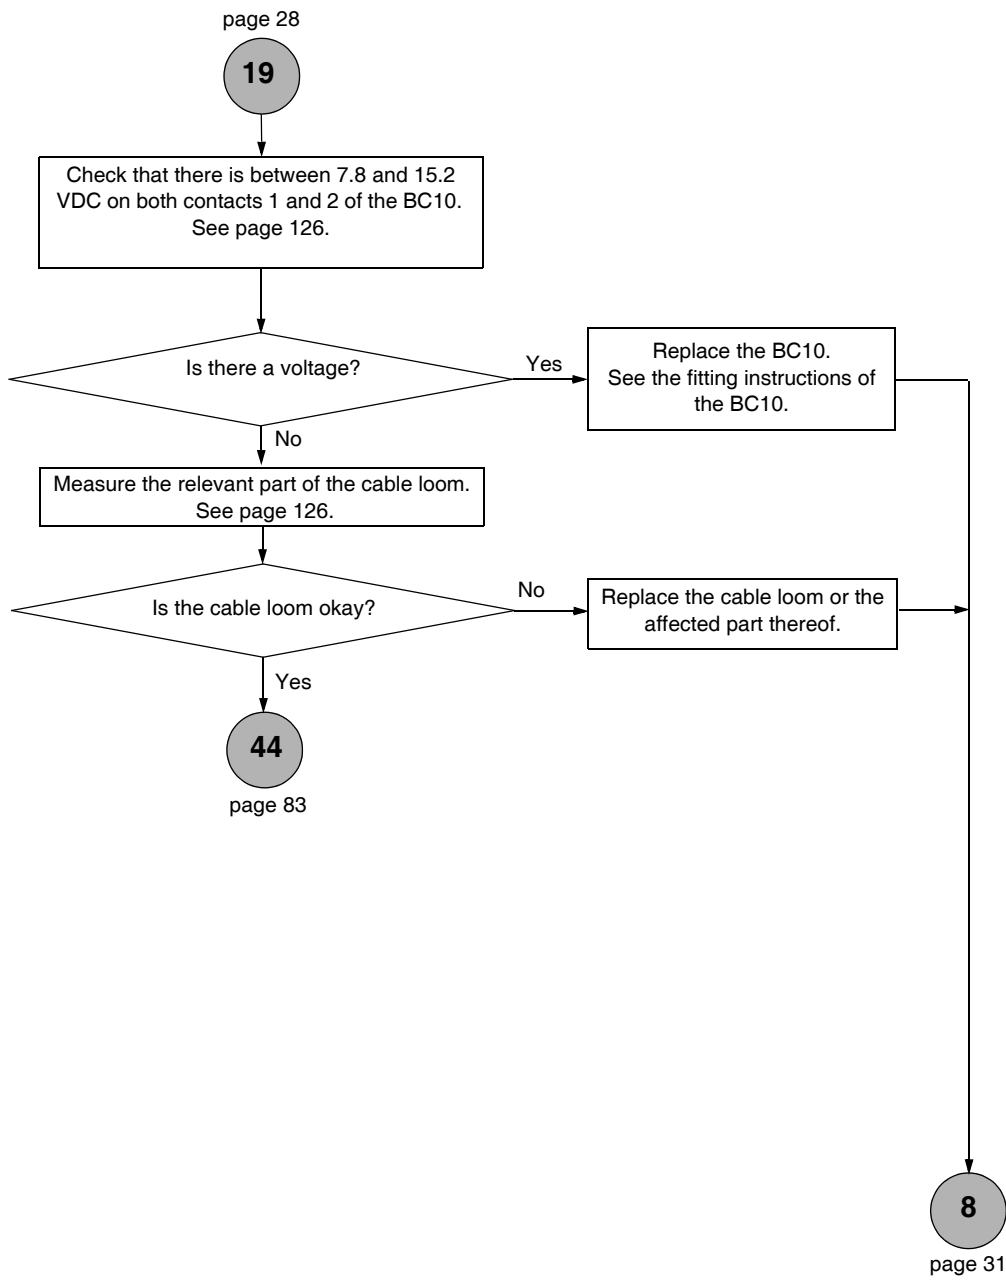 page 28
19
Check that there is between 7.8 and 15.2
VDC on both contacts 1 and 2 of the BC10.
See page 126.
Is there a voltage?
Yes
Replace the BC10.
See the fitting instructions of
the BC10.
No
Measure the relevant part of the cable loom.
See page 126.
Is the cable loom okay?
No
Replace the cable loom or the
affected part thereof.
Yes
44
page 83
8
page 31